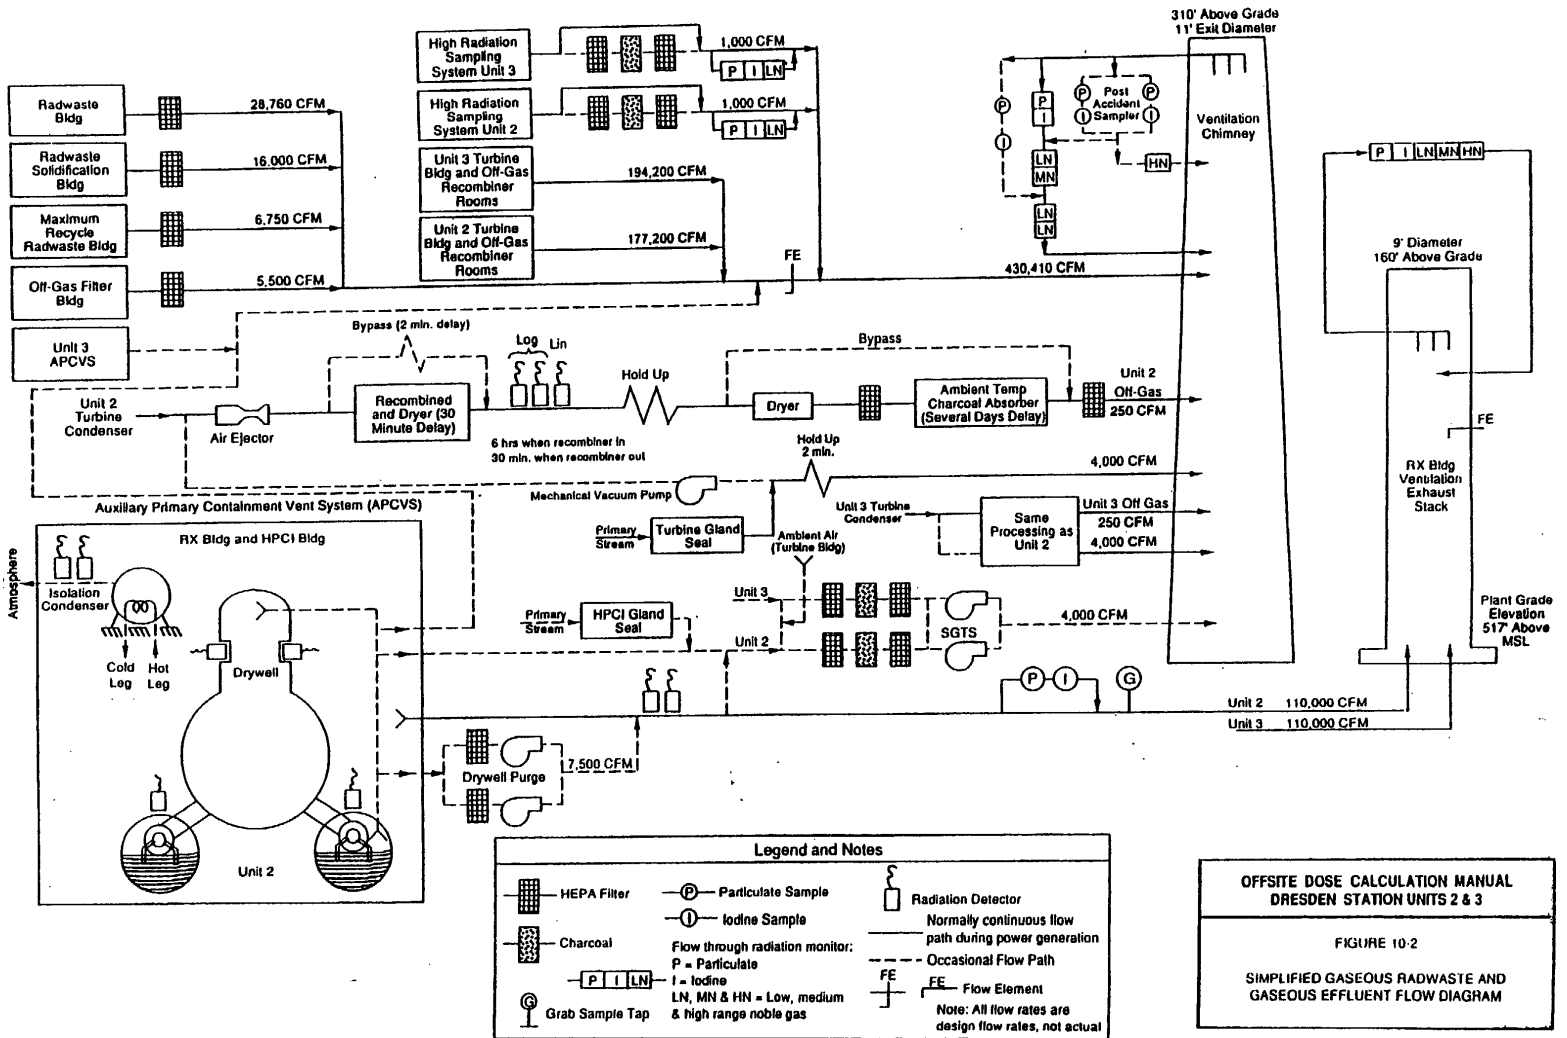 310' Above Grade
11' Exit Diameter
High Radiation
Sampling
System Unit 3
1,000 CFM
P I LN
High Radiation
Sampling
System Unit 2
1,000 CFM
P I LN
Radwaste
Bldg
28,760 CFM
Radwaste
Solidification
Bldg
16,000 CFM
Maximum
Recycle
Radwaste Bldg
6,750 CFM
Off-Gas Filter
Bldg
5,500 CFM
Unit 3
APCVS
Unit 3 Turbine
Bldg and Off-Gas
Recombiner
Rooms
194,200 CFM
Unit 2 Turbine
Bldg and Off-Gas
Recombiner
Rooms
177,200 CFM
FE
430,410 CFM
P
I
P
I
P
I
Post
Accident
Sampler
P
I
HN
LN
MN
LN
LN
Ventilation
Chimney
P I LN MN HN
9' Diameter
160' Above Grade
FE
RX Bldg
Ventilation
Exhaust
Stack
Plant Grade
Elevation
517' Above
MSL
Bypass (2 min. delay)
Log
Lin
Hold Up
Bypass
Unit 2
Turbine
Condenser
Air Ejector
Recombined
and Dryer (30
Minute Delay)
6 hrs when recombiner in
30 min. when recombiner out
Dryer
Ambient Temp
Charcoal Absorber
(Several Days Delay)
Unit 2
Off-Gas
250 CFM
Hold Up
2 min.
4,000 CFM
Mechanical Vacuum Pump
Primary
Stream
Turbine Gland
Seal
Unit 3 Turbine
Condenser
Same
Processing as
Unit 2
Unit 3 Off Gas
250 CFM
4,000 CFM
Ambient Air
(Turbine Bldg)
Auxiliary Primary Containment Vent System (APCVS)
RX Bldg and HPCI Bldg
Atmosphere
Isolation
Condenser
Cold
Leg
Hot
Leg
Drywell
Unit 2
Primary
Stream
HPCI Gland
Seal
Unit 3
Unit 2
SGTS
4,000 CFM
P I
G
Unit 2 110,000 CFM
Unit 3 110,000 CFM
Drywell Purge
7,500 CFM
Legend and Notes
HEPA Filter
Charcoal
P I LN
G
Grab Sample Tap
P
Particulate Sample
I
Iodine Sample
Flow through radiation monitor:
P = Particulate
I = Iodine
LN, MN & HN = Low, medium
& high range noble gas
Radiation Detector
Normally continuous flow
path during power generation
Occasional Flow Path
FE
FE
Flow Element
Note: All flow rates are
design flow rates, not actual
OFFSITE DOSE CALCULATION MANUAL
DRESDEN STATION UNITS 2 & 3
FIGURE 10-2
SIMPLIFIED GASEOUS RADWASTE AND
GASEOUS EFFLUENT FLOW DIAGRAM